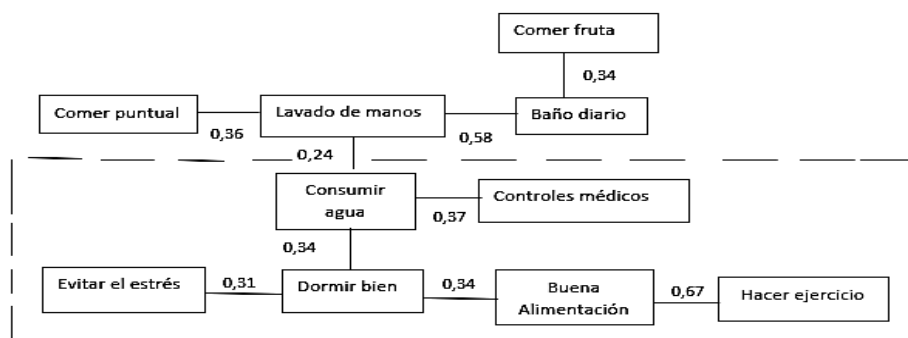 Comer fruta
0,34
Comer puntual
Lavado de manos
Baño diario
0,36
0,58
0,24
Consumir
agua
Controles médicos
0,37
0,34
Evitar el estrés
0,31
Dormir bien
0,34
Buena
Alimentación
0,67
Hacer ejercicio